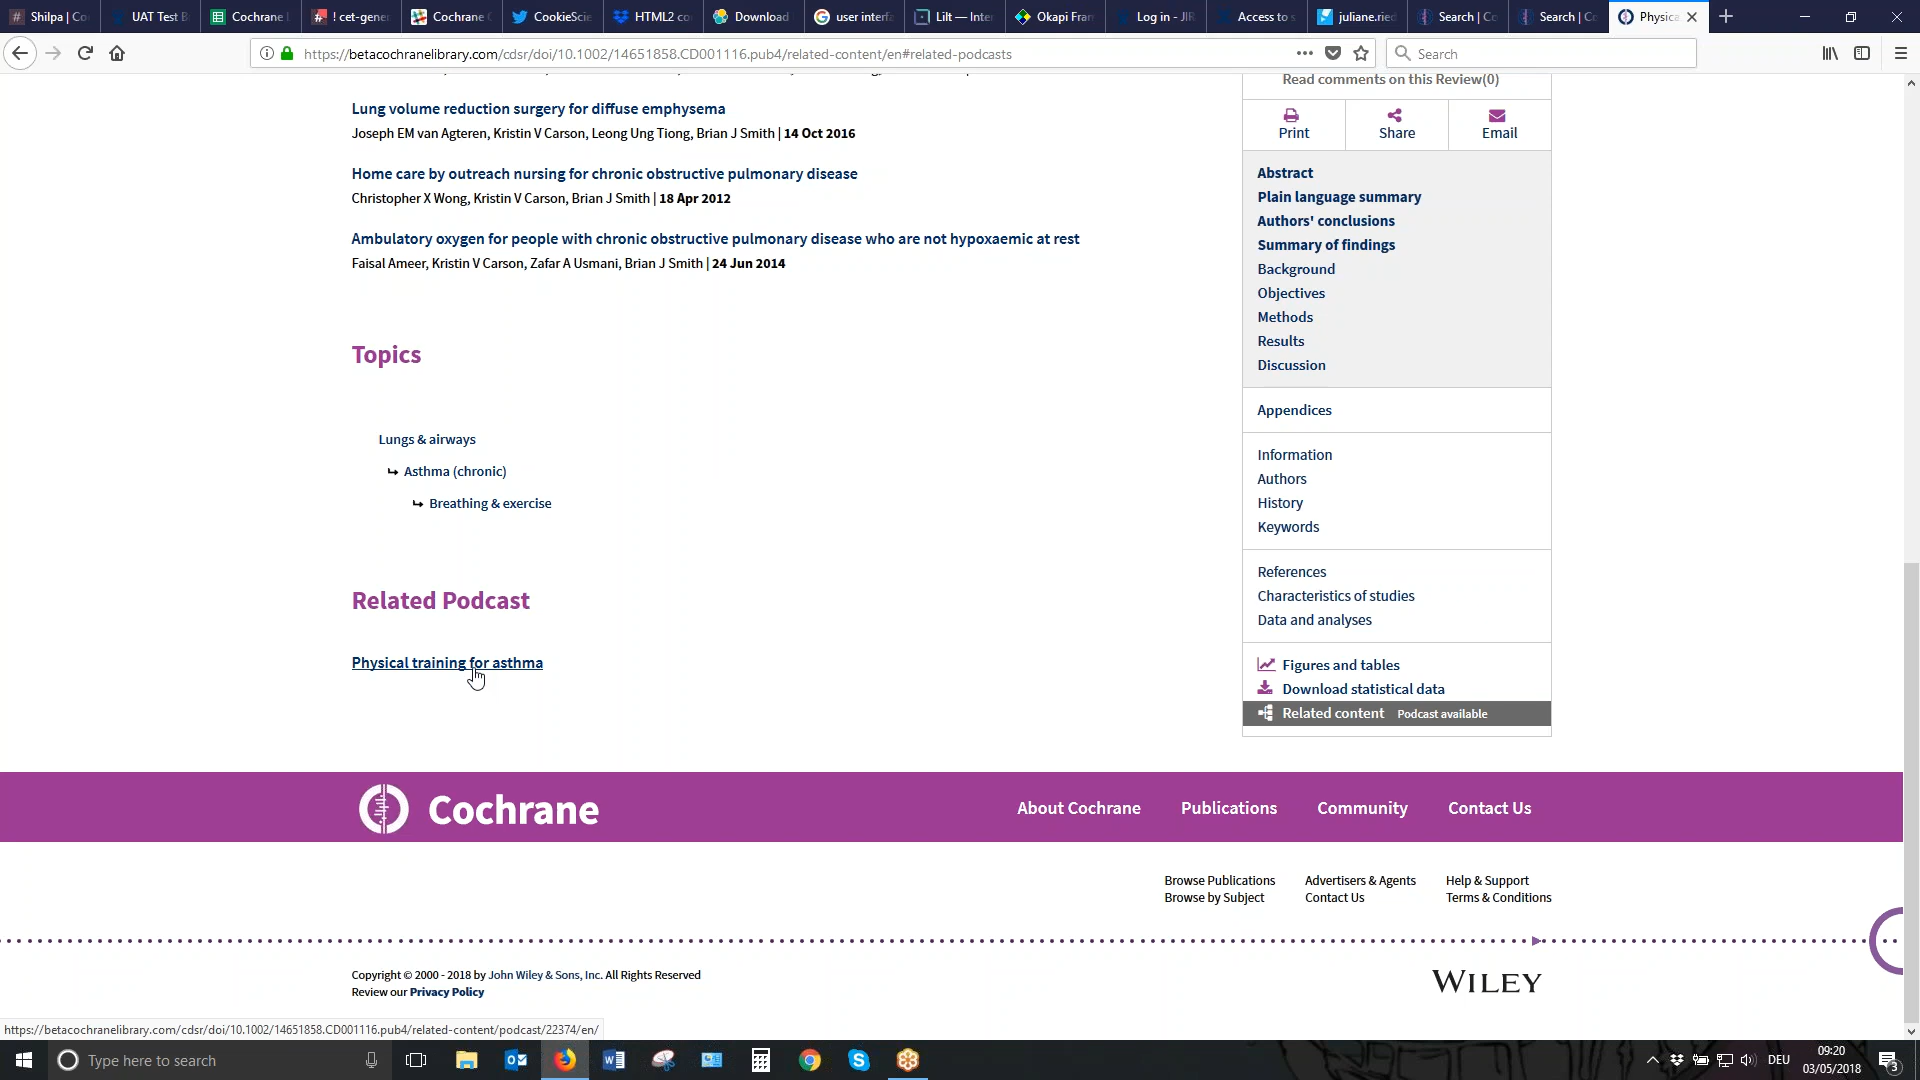 Shilpa | Co
UAT Test B
Cochrane L
! cet-gene
Cochrane C
CookieScie
HTML2 co
Download
user interfa
Lilt — Inte
Okapi Fra
Log in - JIR
Access to s
juliane.ried
Search | Co
Search | Co
Physica
https://betacochranelibrary.com/cdsr/doi/10.1002/14651858.CD001116.pub4/related-content/en#related-podcasts
Search
Lung volume reduction surgery for diffuse emphysema
Joseph EM van Agteren, Kristin V Carson, Leong Ung Tiong, Brian J Smith | 14 Oct 2016
Home care by outreach nursing for chronic obstructive pulmonary disease
Christopher X Wong, Kristin V Carson, Brian J Smith | 18 Apr 2012
Ambulatory oxygen for people with chronic obstructive pulmonary disease who are not hypoxaemic at rest
Faisal Ameer, Kristin V Carson, Zafar A Usmani, Brian J Smith | 24 Jun 2014
Topics
Lungs & airways
↳ Asthma (chronic)
↳ Breathing & exercise
Related Podcast
Physical training for asthma
Read comments on this Review(0)
Print
Share
Email
Abstract
Plain language summary
Authors' conclusions
Summary of findings
Background
Objectives
Methods
Results
Discussion
Appendices
Information
Authors
History
Keywords
References
Characteristics of studies
Data and analyses
Figures and tables
Download statistical data
Related content Podcast available
Cochrane
About Cochrane
Publications
Community
Contact Us
Browse Publications
Browse by Subject
Advertisers & Agents
Contact Us
Help & Support
Terms & Conditions
Copyright © 2000 - 2018 by John Wiley & Sons, Inc. All Rights Reserved
Review our Privacy Policy
WILEY
https://betacochranelibrary.com/cdsr/doi/10.1002/14651858.CD001116.pub4/related-content/podcast/22374/en/
Type here to search
DEU
09:20
03/05/2018
3